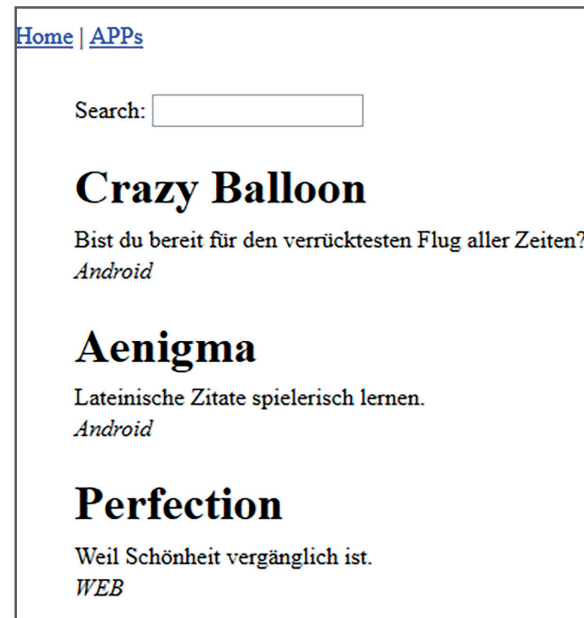 Home | APPs
Search:
Crazy Balloon
Bist du bereit für den verrücktesten Flug aller Zeiten?
Android
Aenigma
Lateinische Zitate spielerisch lernen.
Android
Perfection
Weil Schönheit vergänglich ist.
WEB